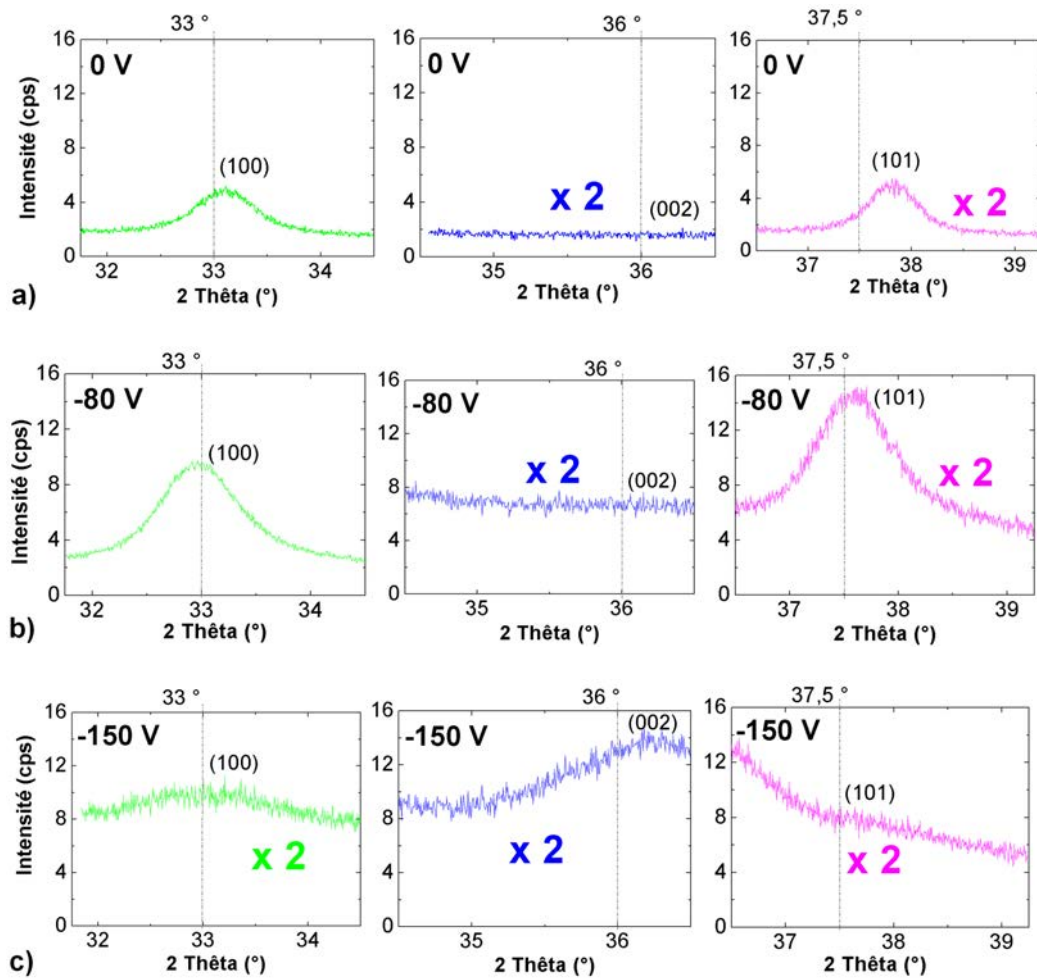 33 ° 36 ° 37,5 °
16 16 16
0 V 0 V 0 V
12 12 12
Intensité (cps)
8 8 8
(100) x 2 (002) (101) x 2
4 4 4
0 0 0
32 33 34 35 36 37 38 39
2 Thêta (°) 2 Thêta (°) 2 Thêta (°)
a)
33 ° 36 ° 37,5 °
16 16 16
-80 V -80 V -80 V
(101)
12 12 12
Intensité (cps)
(100) x 2 (002) x 2
8 8 8
4 4 4
0 0 0
32 33 34 35 36 37 38 39
2 Thêta (°) 2 Thêta (°) 2 Thêta (°)
b)
33 ° 36 ° 37,5 °
16 16 16
-150 V -150 V (002) -150 V
12 12 12
Intensité (cps)
(100) (101)
8 8 8
x 2 x 2 x 2
4 4 4
0 0 0
32 33 34 35 36 37 38 39
2 Thêta (°) 2 Thêta (°) 2 Thêta (°)
c)